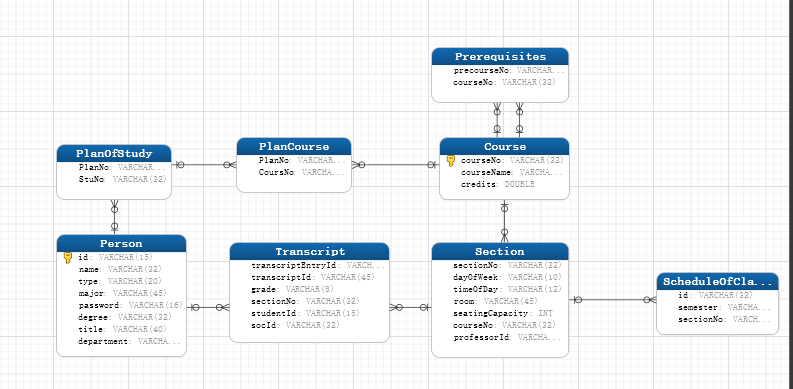 Prerequisites
precourseNo: VARCHAR...
courseNo: VARCHAR(32)
PlanOfStudy
PlanNo: VARCHAR...
StuNo: VARCHAR(32)
PlanCourse
PlanNo: VARCHAR...
CoursNo: VARCHA...
Course
courseNo: VARCHAR(32)
courseName: VARCHA...
credits: DOUBLE
Person
id: VARCHAR(15)
name: VARCHAR(32)
type: VARCHAR(20)
major: VARCHAR(45)
password: VARCHAR(16)
degree: VARCHAR(32)
title: VARCHAR(40)
department: VARCHA...
Transcript
transcriptEntryId: VARCH...
transcriptId: VARCHAR(45)
grade: VARCHAR(8)
sectionNo: VARCHAR(32)
studentId: VARCHAR(15)
socId: VARCHAR(32)
Section
sectionNo: VARCHAR(32)
dayOfWeek: VARCHAR(10)
timeOfDay: VARCHAR(12)
room: VARCHAR(45)
seatingCapacity: INT
courseNo: VARCHAR(32)
professorId: VARCHAR...
ScheduleOfCla...
id: VARCHAR(32)
semester: VARCHA...
sectionNo: VARCH...